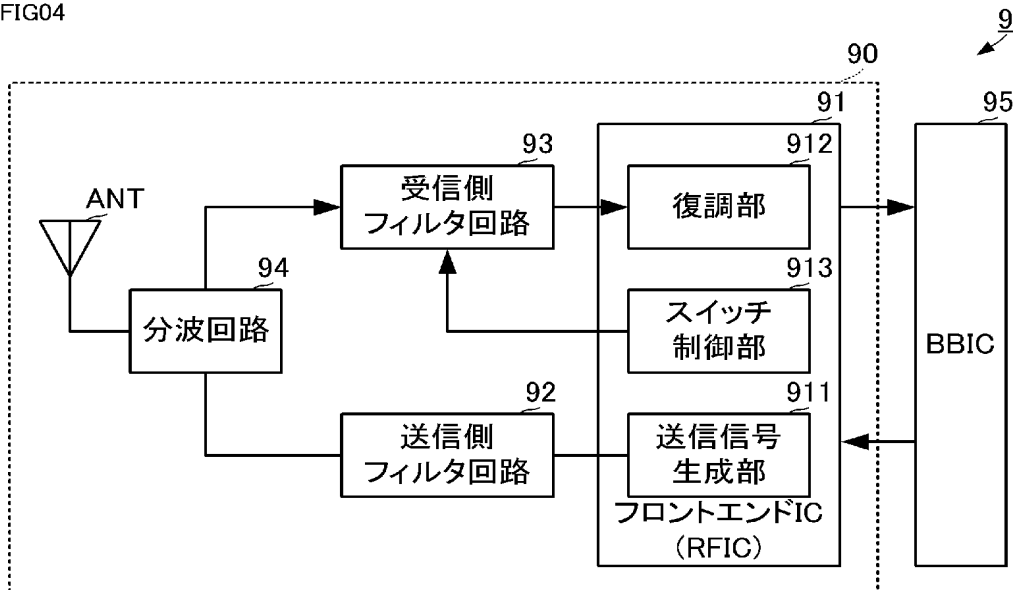 FIG04
9
90
91
95
93
912
受信側
フィルタ回路
復調部
ANT
94
913
分波回路
スイッチ
制御部
BBIC
92
911
送信側
フィルタ回路
送信信号
生成部
フロントエンドIC
(RFIC)